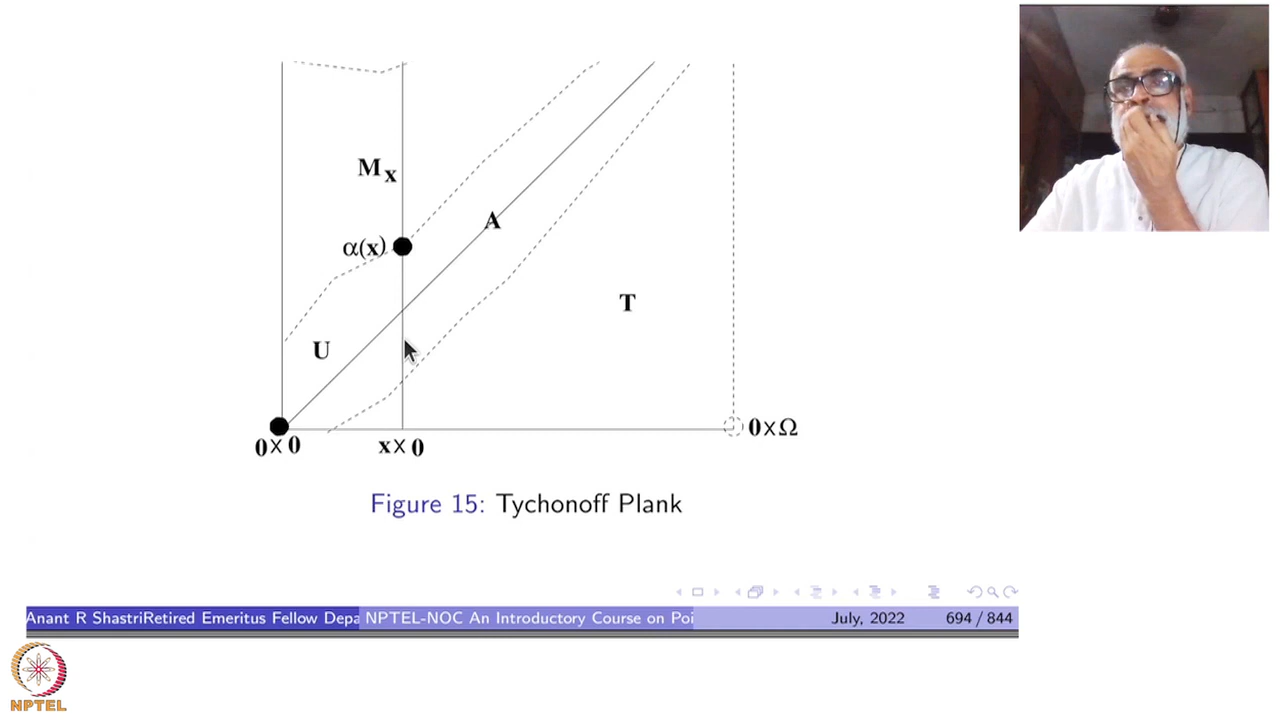 M x
α(x)
A
T
U
0×0
x×0
0×Ω
Figure 15: Tychonoff Plank
Anant R ShastriRetired Emeritus Fellow Depa
NPTEL-NOC An Introductory Course on Poi
July, 2022
694 / 844
NPTEL